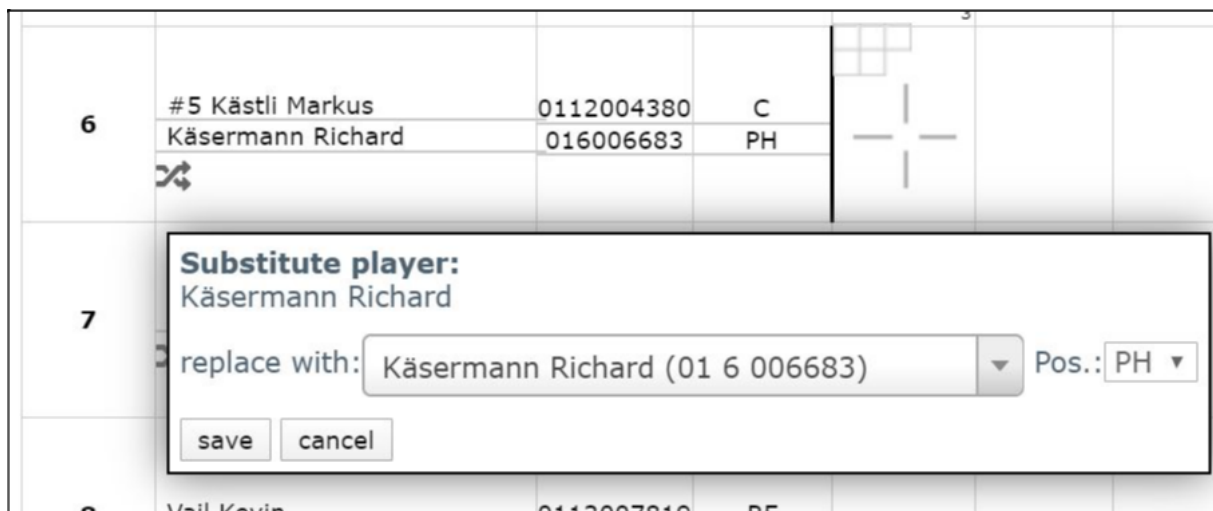 3
6 #5 Kästli Markus 0112004380 C
Käsermann Richard 016006683 PH
7
Substitute player:
Käsermann Richard
replace with: Käsermann Richard (01 6 006683) Pos.: PH
save cancel
Vail Kevin